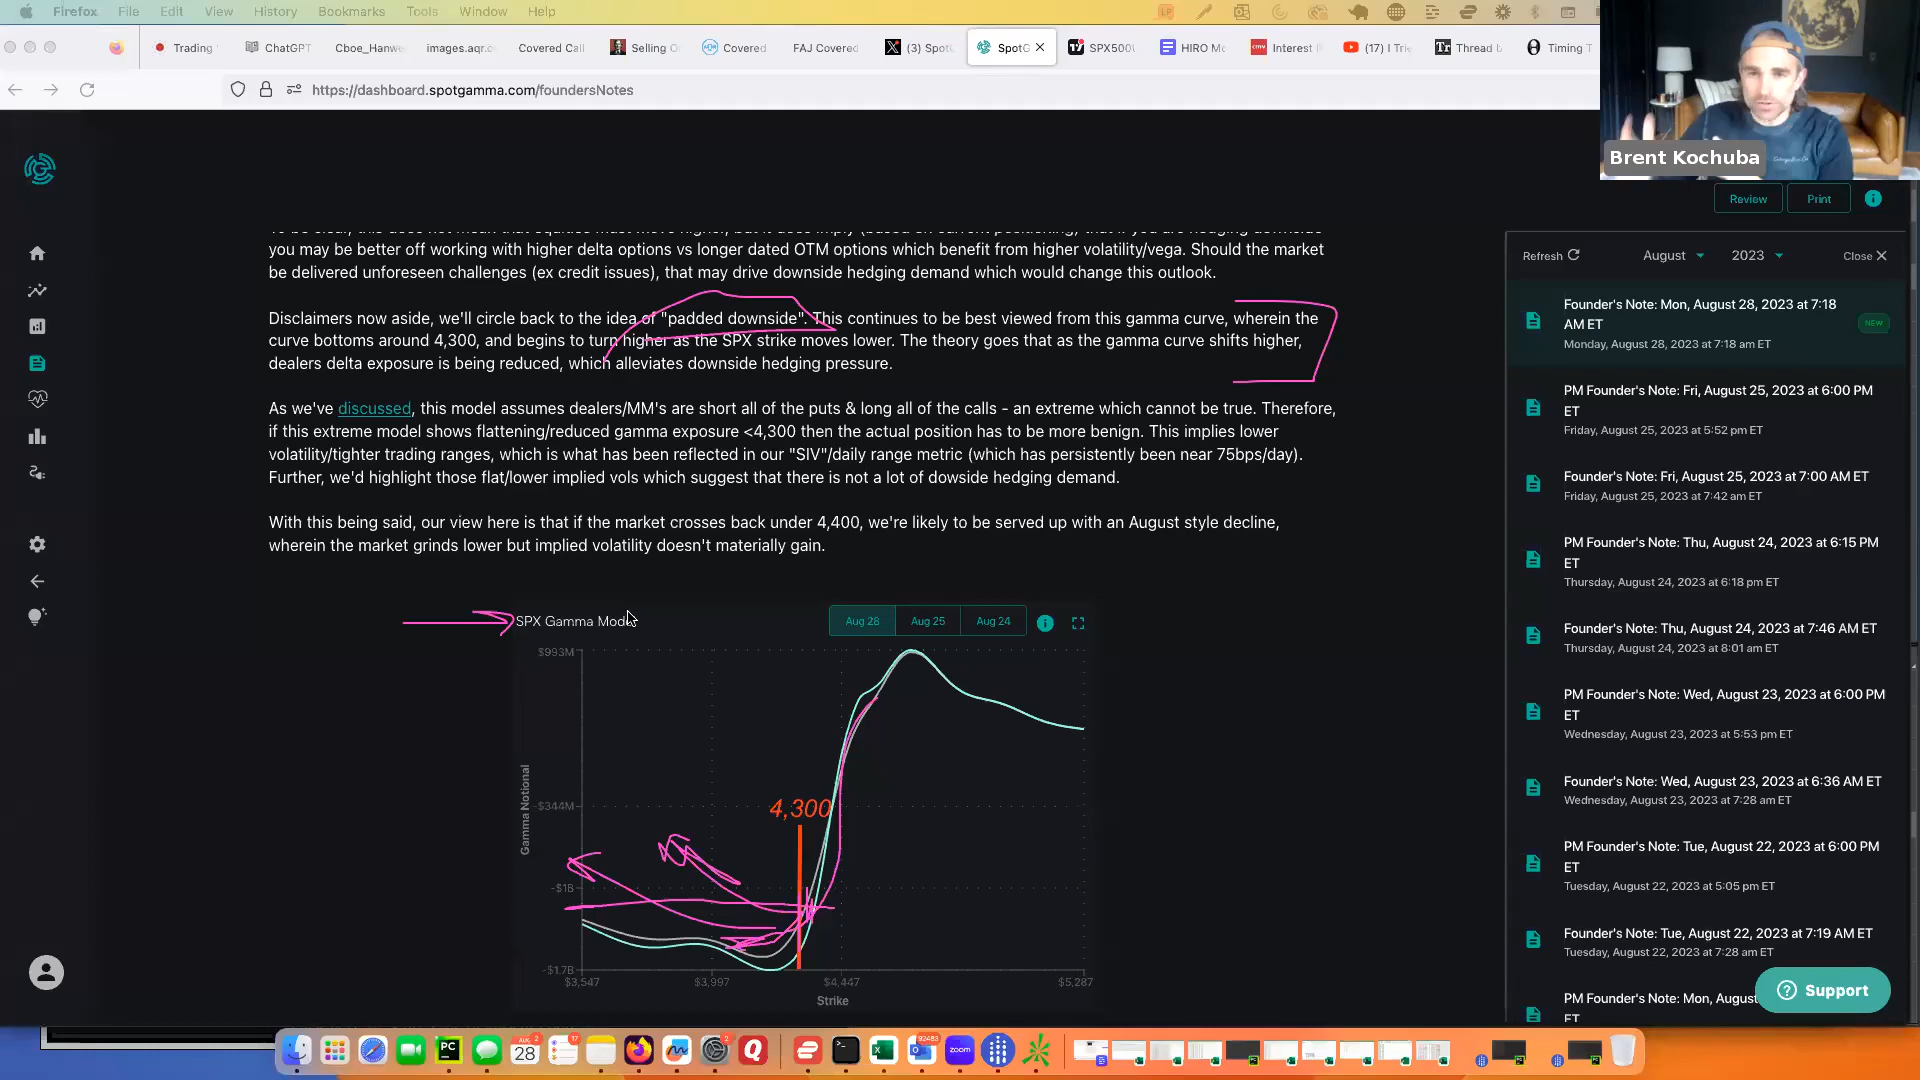 Firefox File Edit View History Bookmarks Tools Window Help
Trading ChatGPT Cboe_Hanwe images.aqr.c Covered Call Selling O Covered FAJ Covered (3) Spot SpotG SPX500U HIRO Mo Interest (17) I Trie Thread b Timing T
https://dashboard.spotgamma.com/foundersNotes
Brent Kochuba
Review Print
you may be better off working with higher delta options vs longer dated OTM options which benefit from higher volatility/vega. Should the market
be delivered unforeseen challenges (ex credit issues), that may drive downside hedging demand which would change this outlook.
Disclaimers now aside, we'll circle back to the idea of "padded downside". This continues to be best viewed from this gamma curve, wherein the
curve bottoms around 4,300, and begins to turn higher as the SPX strike moves lower. The theory goes that as the gamma curve shifts higher,
dealers delta exposure is being reduced, which alleviates downside hedging pressure.
As we've discussed, this model assumes dealers/MM's are short all of the puts & long all of the calls - an extreme which cannot be true. Therefore,
if this extreme model shows flattening/reduced gamma exposure <4,300 then the actual position has to be more benign. This implies lower
volatility/tighter trading ranges, which is what has been reflected in our "SIV"/daily range metric (which has persistently been near 75bps/day).
Further, we'd highlight those flat/lower implied vols which suggest that there is not a lot of dowside hedging demand.
With this being said, our view here is that if the market crosses back under 4,400, we're likely to be served up with an August style decline,
wherein the market grinds lower but implied volatility doesn't materially gain.
SPX Gamma Model
Aug 28 Aug 25 Aug 24
$993M
$344M
-$1B
-$1.7B
Gamma Notional
4,300
$3,547 $3,997 $4,447 $5,287
Strike
Refresh August 2023 Close
Founder's Note: Mon, August 28, 2023 at 7:18
AM ET
NEW
Monday, August 28, 2023 at 7:18 am ET
PM Founder's Note: Fri, August 25, 2023 at 6:00 PM
ET
Friday, August 25, 2023 at 5:52 pm ET
Founder's Note: Fri, August 25, 2023 at 7:00 AM ET
Friday, August 25, 2023 at 7:42 am ET
PM Founder's Note: Thu, August 24, 2023 at 6:15 PM
ET
Thursday, August 24, 2023 at 6:18 pm ET
Founder's Note: Thu, August 24, 2023 at 7:46 AM ET
Thursday, August 24, 2023 at 8:01 am ET
PM Founder's Note: Wed, August 23, 2023 at 6:00 PM
ET
Wednesday, August 23, 2023 at 5:53 pm ET
Founder's Note: Wed, August 23, 2023 at 6:36 AM ET
Wednesday, August 23, 2023 at 7:28 am ET
PM Founder's Note: Tue, August 22, 2023 at 6:00 PM
ET
Tuesday, August 22, 2023 at 5:05 pm ET
Founder's Note: Tue, August 22, 2023 at 7:19 AM ET
Tuesday, August 22, 2023 at 7:28 am ET
PM Founder's Note: Mon, August
ET
Support
PC AUG 28 zoom